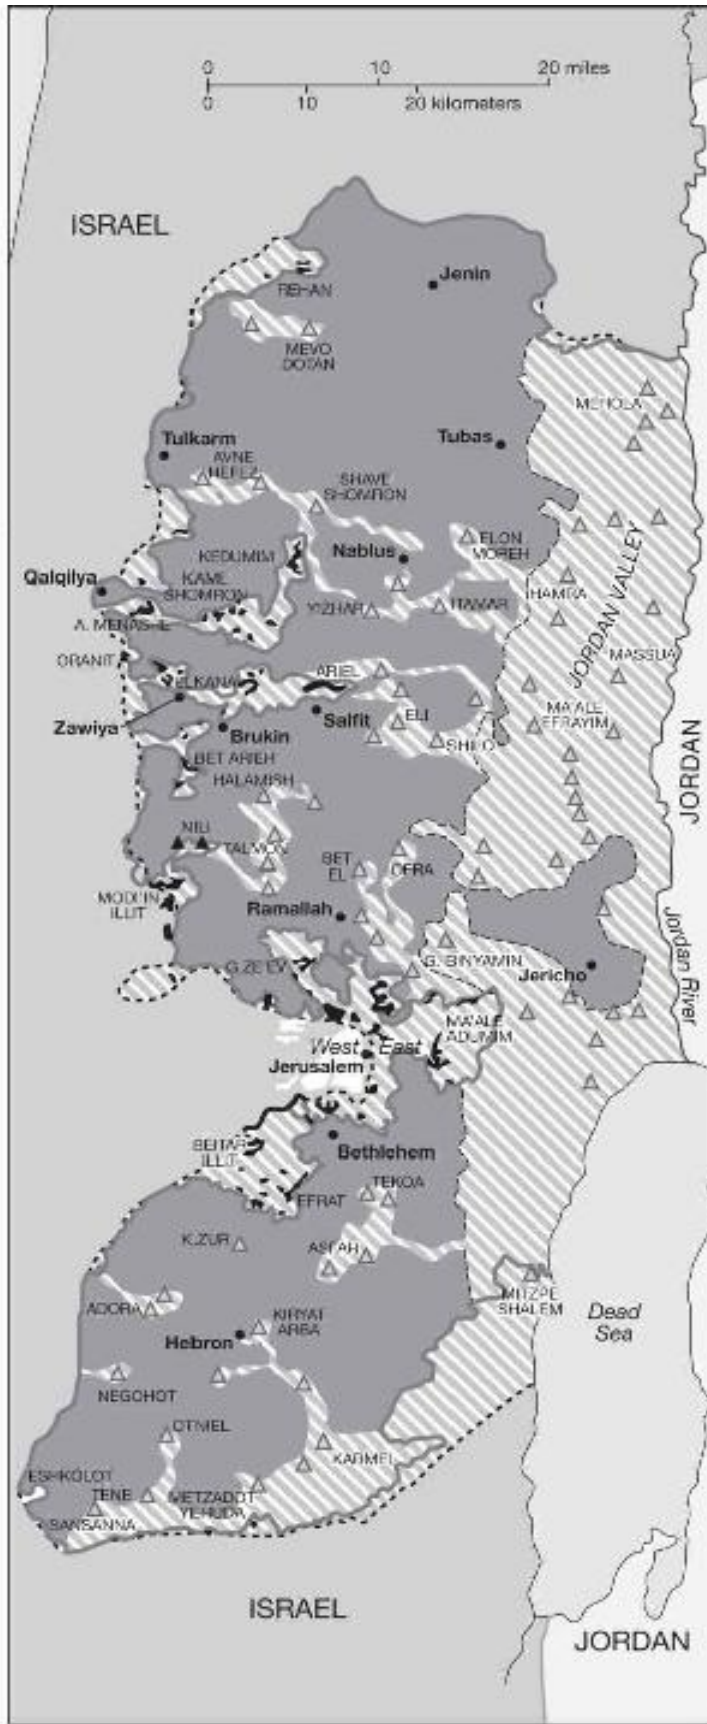 0 10 20 miles
0 10 20 kilometers
ISRAEL
Jenin
REHAN
MEVO
DOTAN
MEHOLA
Tulkarm
Tubas
AVNE
HEFEZ
SHAVE
SHOMRON
ELON
MOREH
KEDUMIM
Nablus
Qalqilya
KAME
SHOMRON
HAMRA
JORDAN VALLEY
YIZHAR
ITAMAR
A. MENASHE
ORANIT
ELKANA
ARIEL
MASSUA
Zawiya
Brukin
Salfit
ELI
SHILO
MA'ALE
EFRAYIM
BET ARIEH
HALAMISH
JORDAN
NILI
TALMON
BET
EL
OFRA
MODI'IN
ILLIT
Ramallah
G.ZE'EV
G. BINYAMIN
Jericho
Jordan River
West East
Jerusalem
MA'ALE
ADUMIM
BEITAR
ILLIT
Bethlehem
EFRAT
TEKOA
K.ZUR
ASFAR
MITZPE
SHALEM
Dead
Sea
ADORA
KIRYAT
ARBA
Hebron
NEGOHOT
OTNIEL
KARMEL
ESHKOLOT
TENE
SANSANNA
METZADOT
YEHUDA
ISRAEL
JORDAN